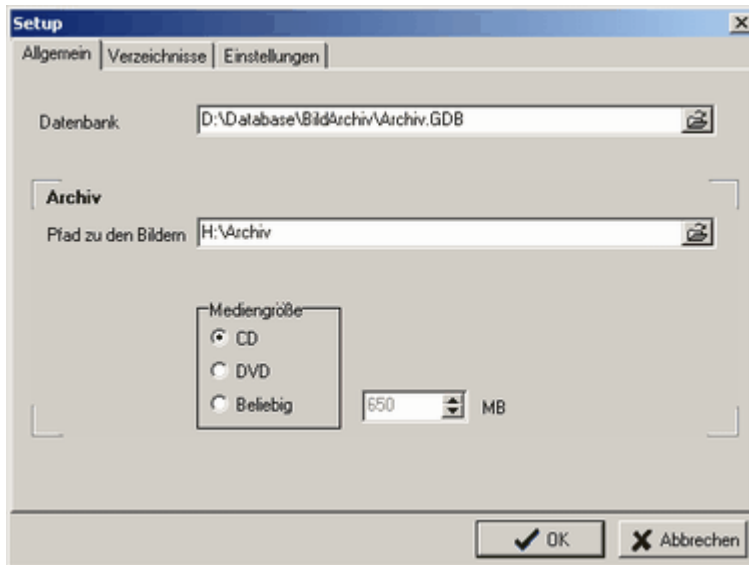 Setup
Allgemein Verzeichnisse Einstellungen
Datenbank D:\Database\BildArchiv\Archiv.GDB
Archiv
Pfad zu den Bildern H:\Archiv
Mediengröße
CD
DVD
Beliebig 650 MB
OK Abbrechen